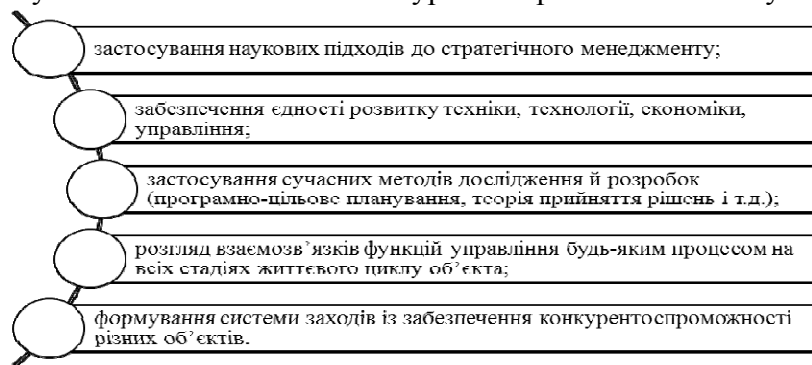 застосування наукових підходів до стратегічного менеджменту;
забезпечення єдності розвитку техніки, технології, економіки,
управління;
застосування сучасних методів дослідження й розробок
(програмно-цільове планування, теорія прийняття рішень і т.д.);
розгляд взаємозв’язків функцій управління будь-яким процесом на
всіх стадіях життєвого циклу об’єкта;
формування системи заходів із забезпечення конкурентоспроможності
різних об’єктів.